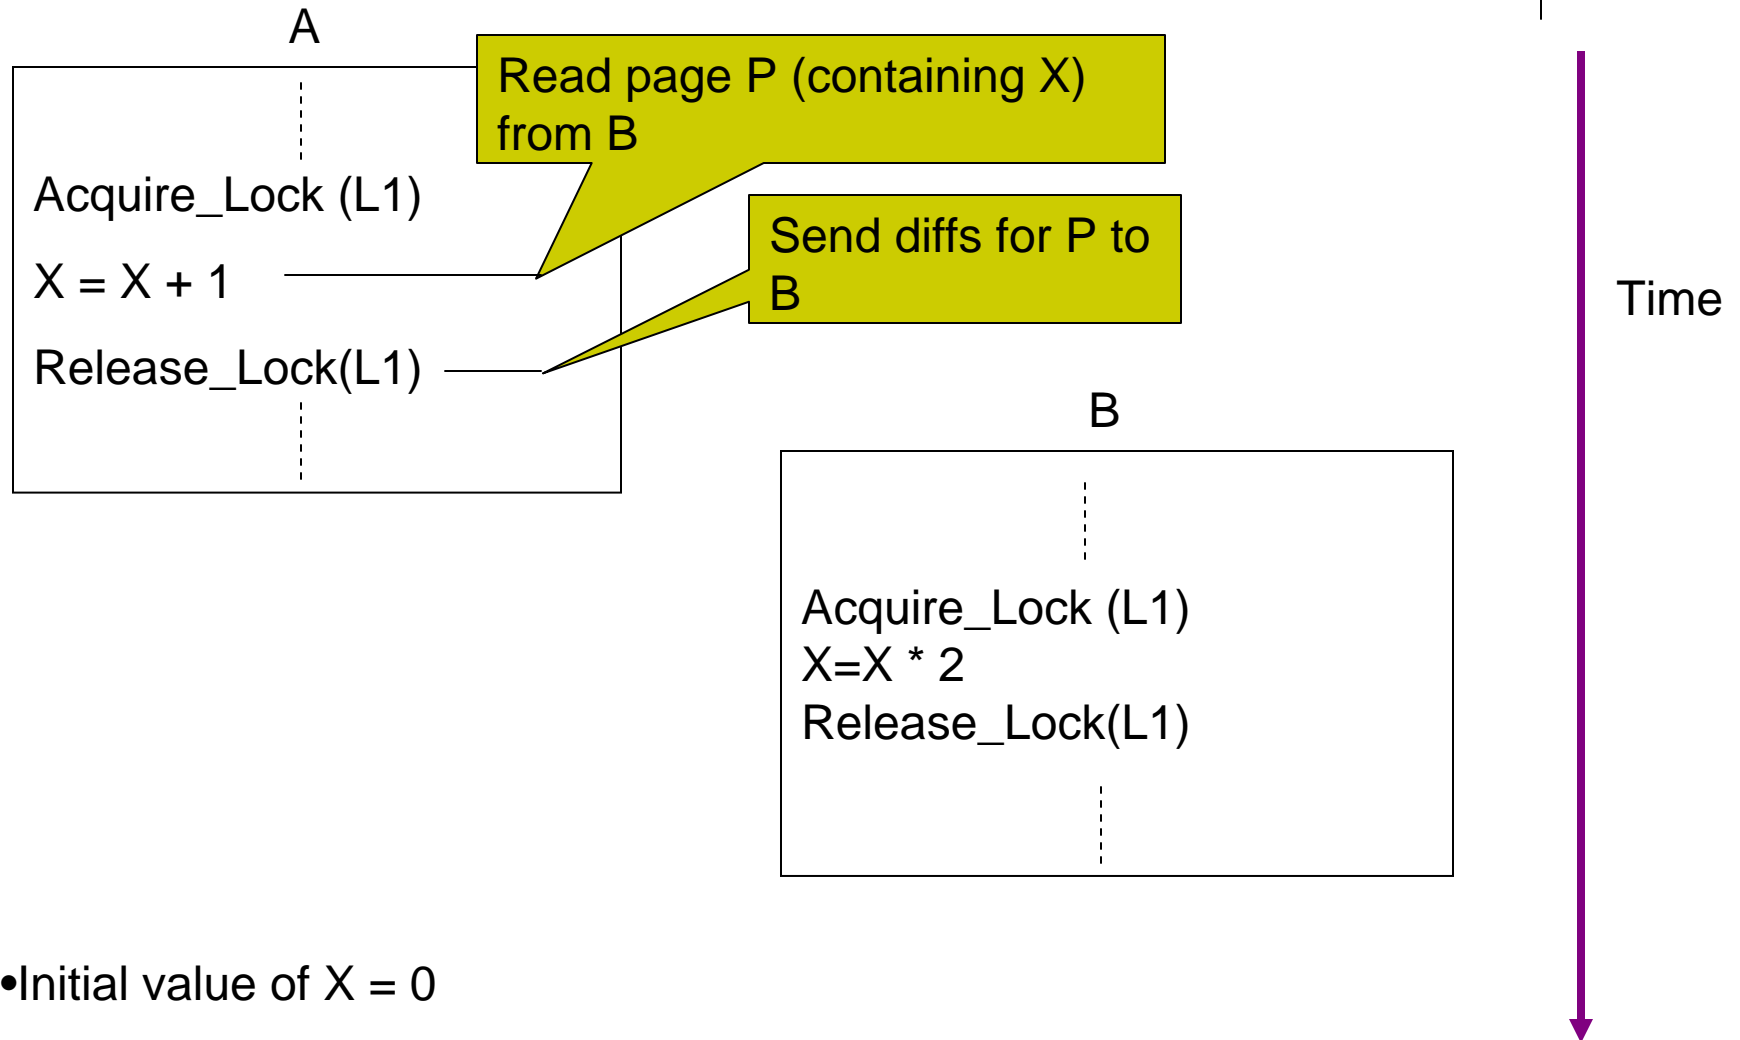 A
Read page P (containing X)
from B
Acquire_Lock (L1)
Send diffs for P to
B
X = X + 1
Time
Release_Lock(L1)
B
Acquire_Lock (L1)
X=X * 2
Release_Lock(L1)
•Initial value of X = 0